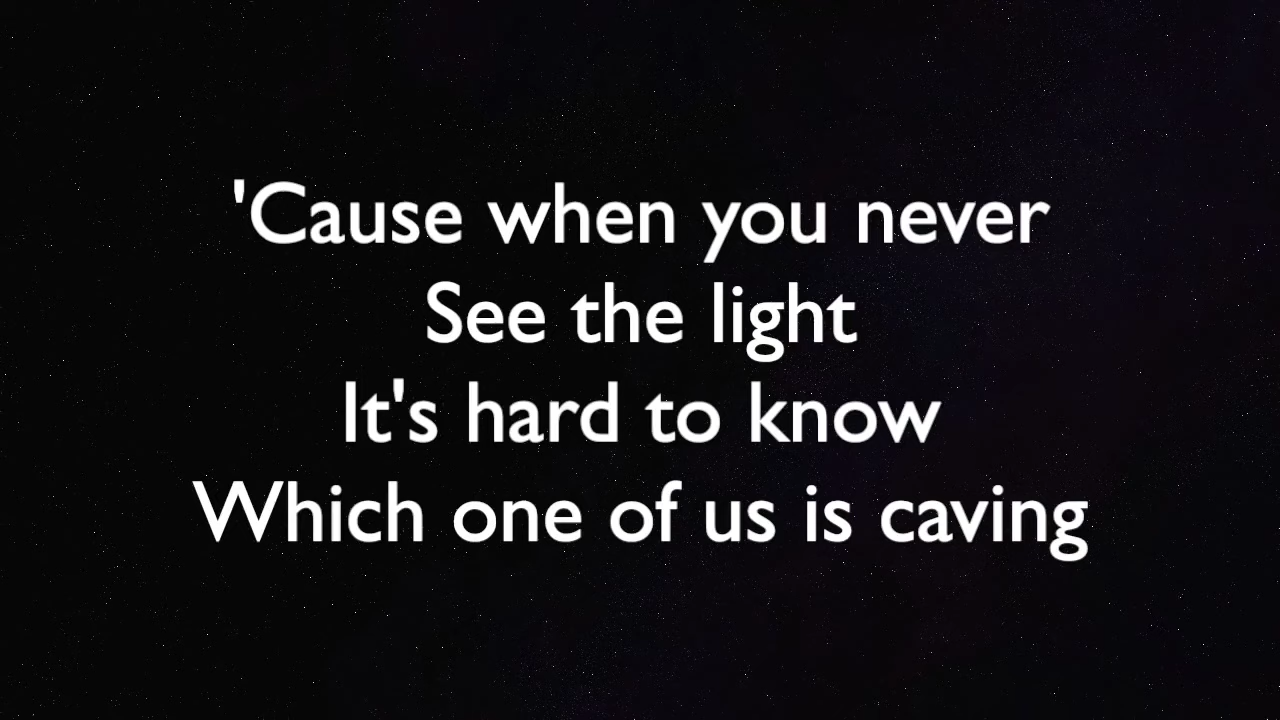 'Cause when you never
See the light
It's hard to know
Which one of us is caving